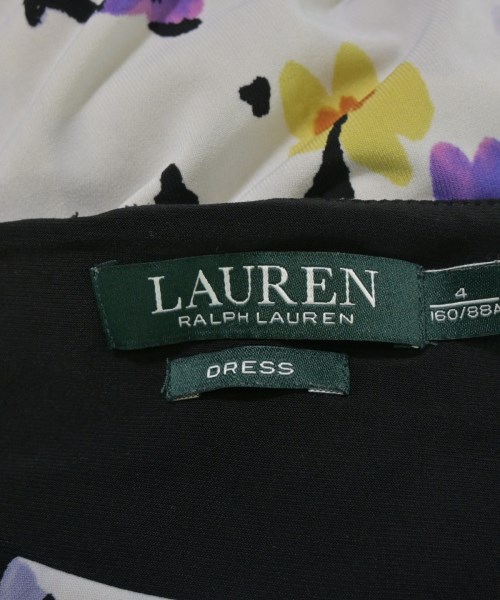 LAUREN
RALPH LAUREN
DRESS
4
160/88A